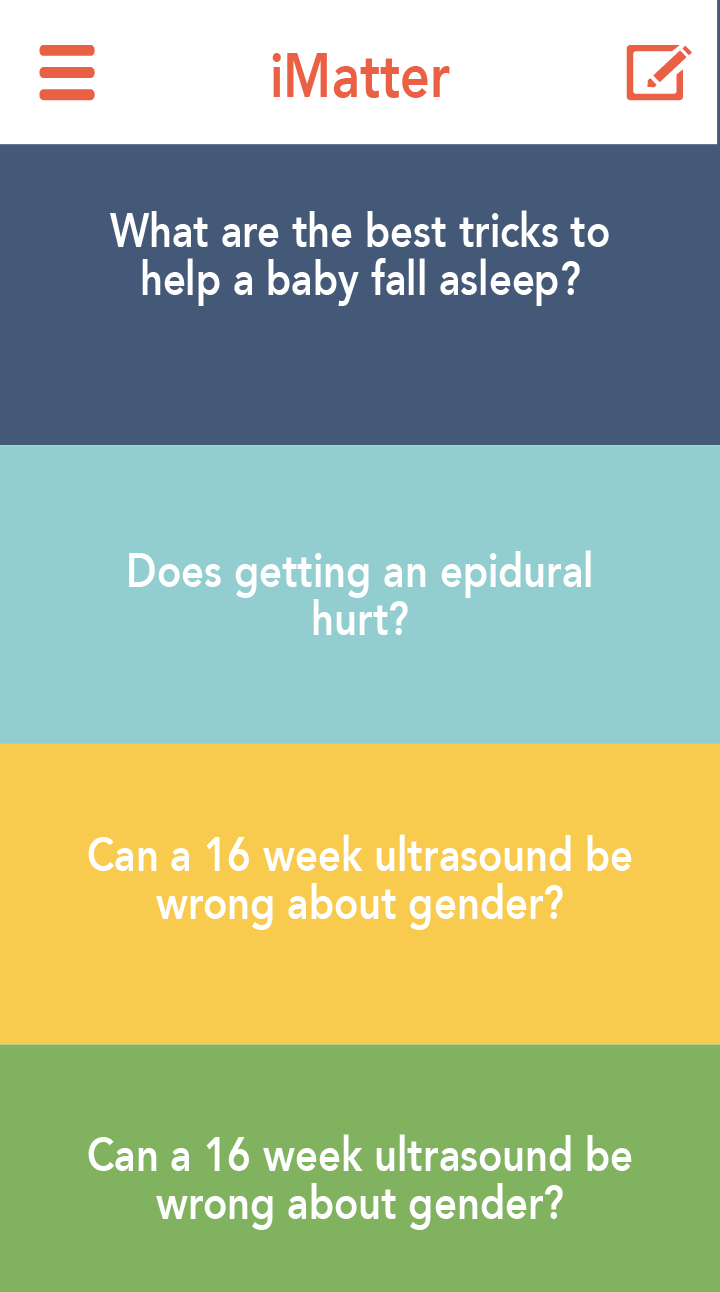 iMatter
What are the best tricks to
help a baby fall asleep?
Does getting an epidural
hurt?
Can a 16 week ultrasound be
wrong about gender?
Can a 16 week ultrasound be
wrong about gender?